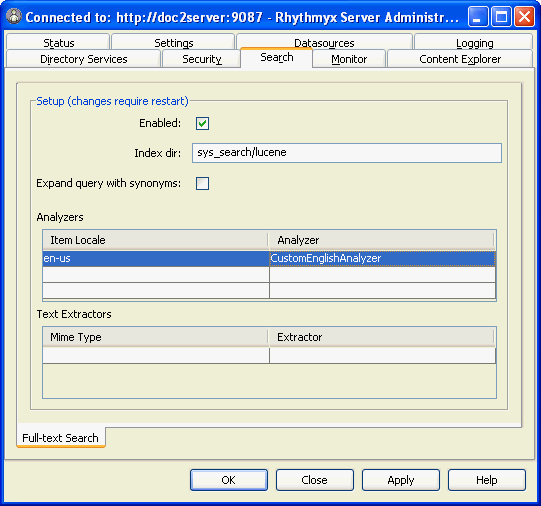 Connected to: http://doc2server:9087 - Rhythmyx Server Administr...
Status Settings Datasources Logging
Directory Services Security Search Monitor Content Explorer
Setup (changes require restart)
Enabled:
Index dir: sys_search/lucene
Expand query with synonyms:
Analyzers
Item Locale Analyzer
en-us CustomEnglishAnalyzer
Text Extractors
Mime Type Extractor
Full-text Search
OK Close Apply Help